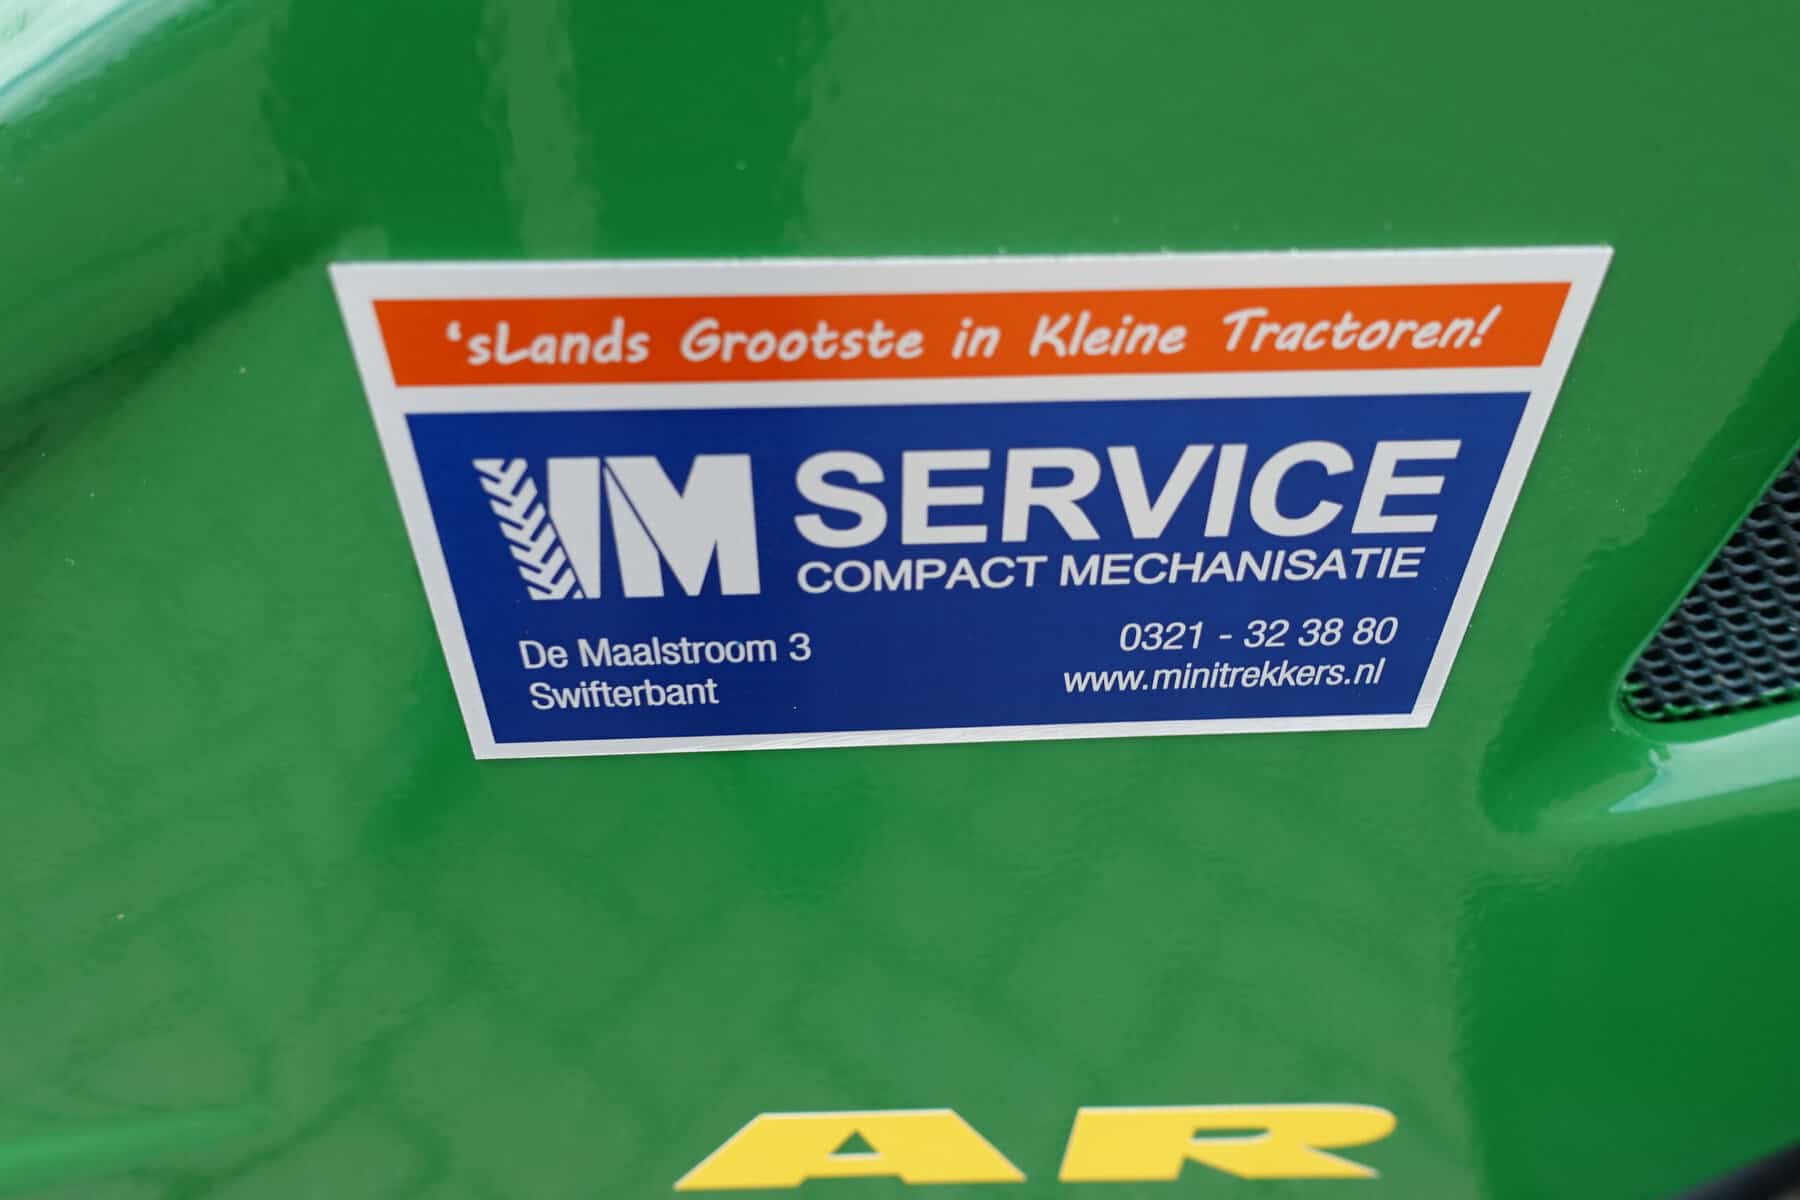 'sLands Grootste in Kleine Tractoren!
IM SERVICE
COMPACT MECHANISATIE
De Maalstroom 3
Swifterbant
0321 - 32 38 80
www.minitrekkers.nl
AR